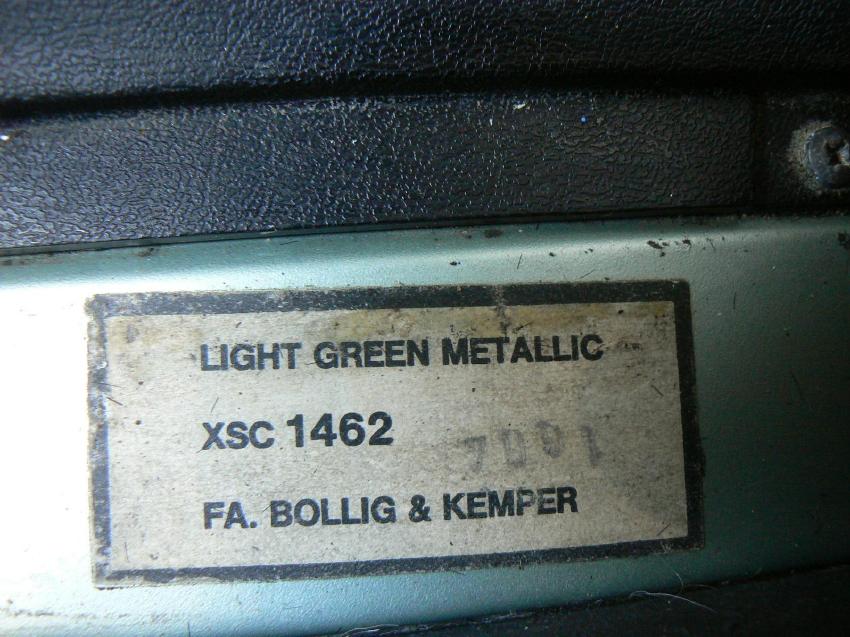 LIGHT GREEN METALLIC
XSC 1462
FA. BOLLIG & KEMPER